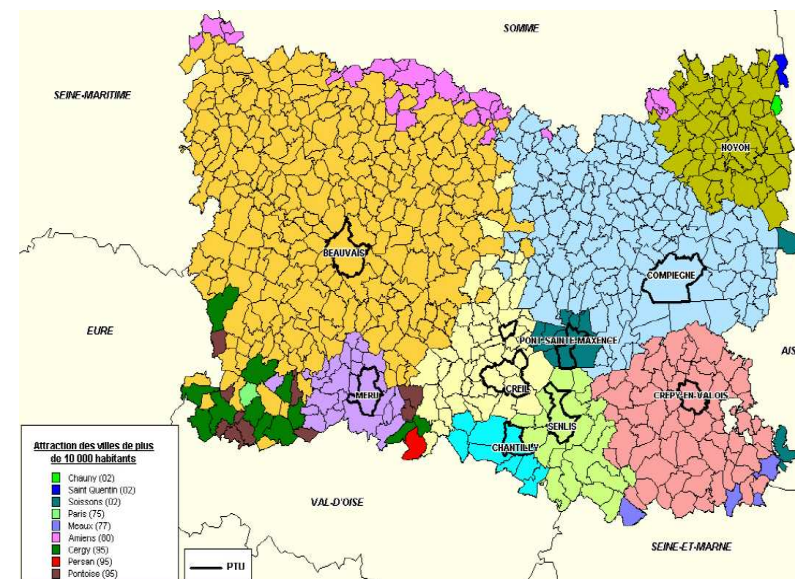 SOMME
SEINE-MARITIME
NOYON
BEAUVAIS
COMPIEGNE
EURE
PONT-SAINTE-MAXENCE
AIS
CREIL
MERU
CREPY-EN-VALOIS
SENLIS
CHANTILLY
Attraction des villes de plus
de 10 000 habitants
Chauny (02)
Saint Quentin (02)
Soissons (02)
Paris (75)
Meaux (77)
Amiens (80)
Cergy (95)
Persan (95)
Pontoise (95)
VAL-D'OISE
SEINE-ET-MARNE
PTU